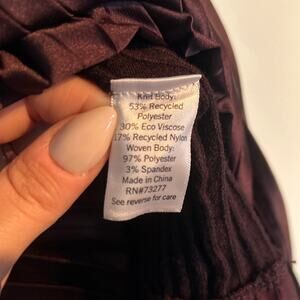 Knit Body:
53% Recycled
Polyester
30% Eco Viscose
17% Recycled Nylon
Woven Body:
97% Polyester
3% Spandex
Made in China
RN#73277
See reverse for care